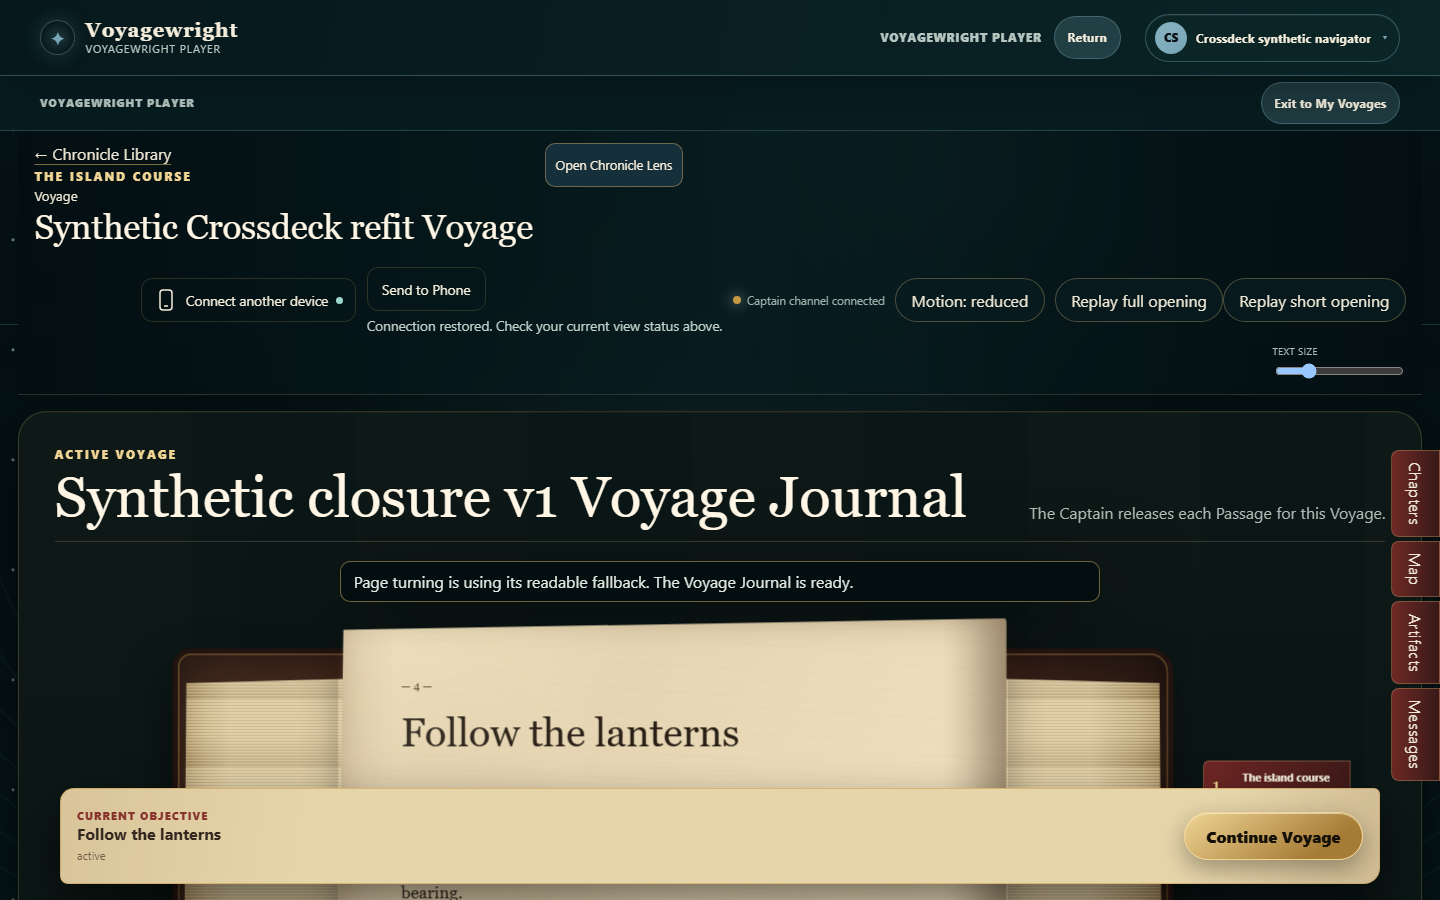 Voyagewright
VOYAGEWRIGHT PLAYER
VOYAGEWRIGHT PLAYER
Return
CS
Crossdeck synthetic navigator
VOYAGEWRIGHT PLAYER
Exit to My Voyages
← Chronicle Library
THE ISLAND COURSE
Voyage
Synthetic Crossdeck refit Voyage
Open Chronicle Lens
Connect another device
Send to Phone
Connection restored. Check your current view status above.
Captain channel connected
Motion: reduced
Replay full opening
Replay short opening
TEXT SIZE
ACTIVE VOYAGE
Synthetic closure v1 Voyage Journal
The Captain releases each Passage for this Voyage.
Page turning is using its readable fallback. The Voyage Journal is ready.
Chapters
Map
Artifacts
Messages
— 4 —
Follow the lanterns
1
The island course
CURRENT OBJECTIVE
Follow the lanterns
active
Continue Voyage
bearing.